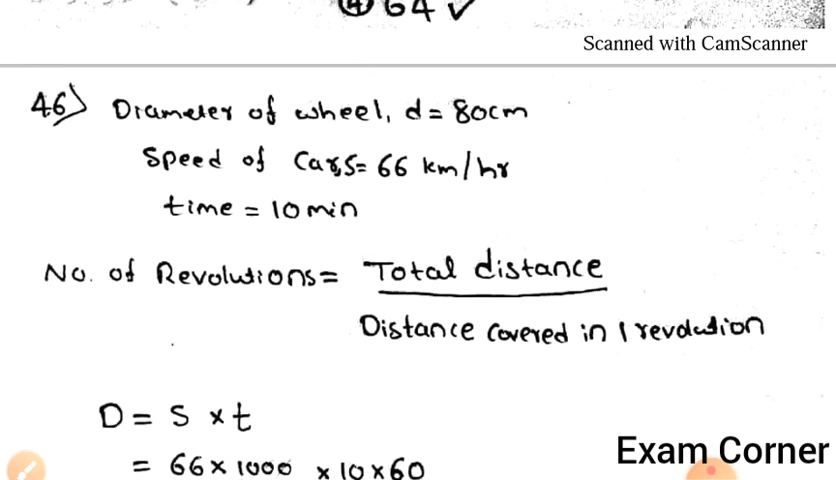 ④ 64 ✓
Scanned with CamScanner
46) Diameter of wheel, d = 80cm
Speed of Car, S = 66 km/hr
time = 10 min
No. of Revolutions = Total distance
Distance covered in 1 revolution
D = S × t
= 66 × 1000 × 10 × 60
Exam Corner